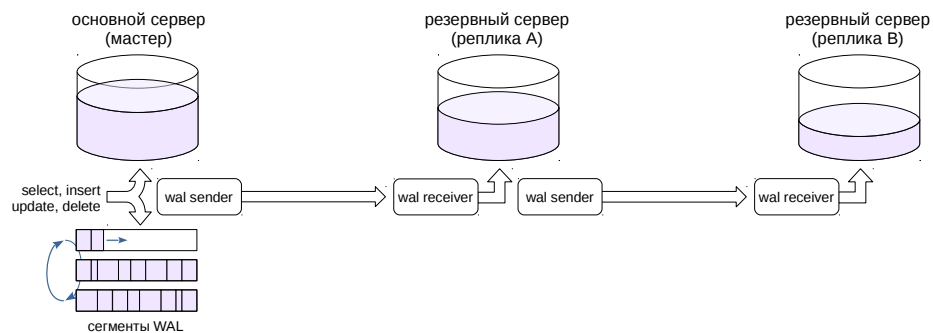 основной сервер
(мастер)
резервный сервер
(реплика A)
резервный сервер
(реплика B)
select, insert
update, delete
wal sender
wal receiver
wal sender
wal receiver
сегменты WAL